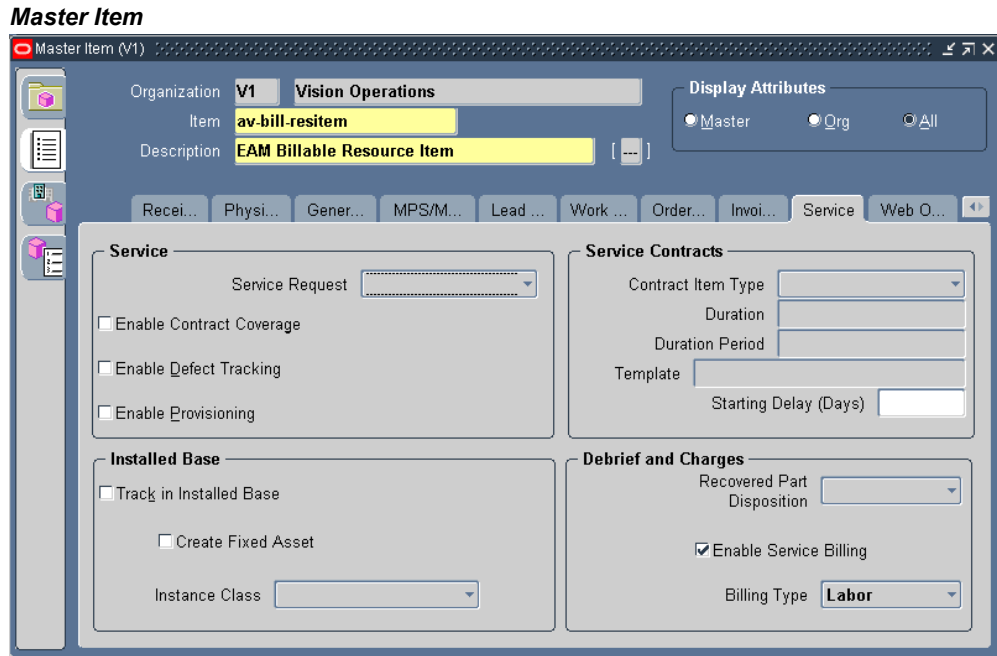 Master Item
Master Item (V1)
Organization V1 Vision Operations
Item av-bill-resitem
Description EAM Billable Resource Item [ ... ]
Display Attributes
Master Org All
Recei... Physi... Gener... MPS/M... Lead ... Work ... Order... Invoi... Service Web O...
Service
Service Request
Enable Contract Coverage
Enable Defect Tracking
Enable Provisioning
Service Contracts
Contract Item Type
Duration
Duration Period
Template
Starting Delay (Days)
Installed Base
Track in Installed Base
Create Fixed Asset
Instance Class
Debrief and Charges
Recovered Part
Disposition
Enable Service Billing
Billing Type Labor